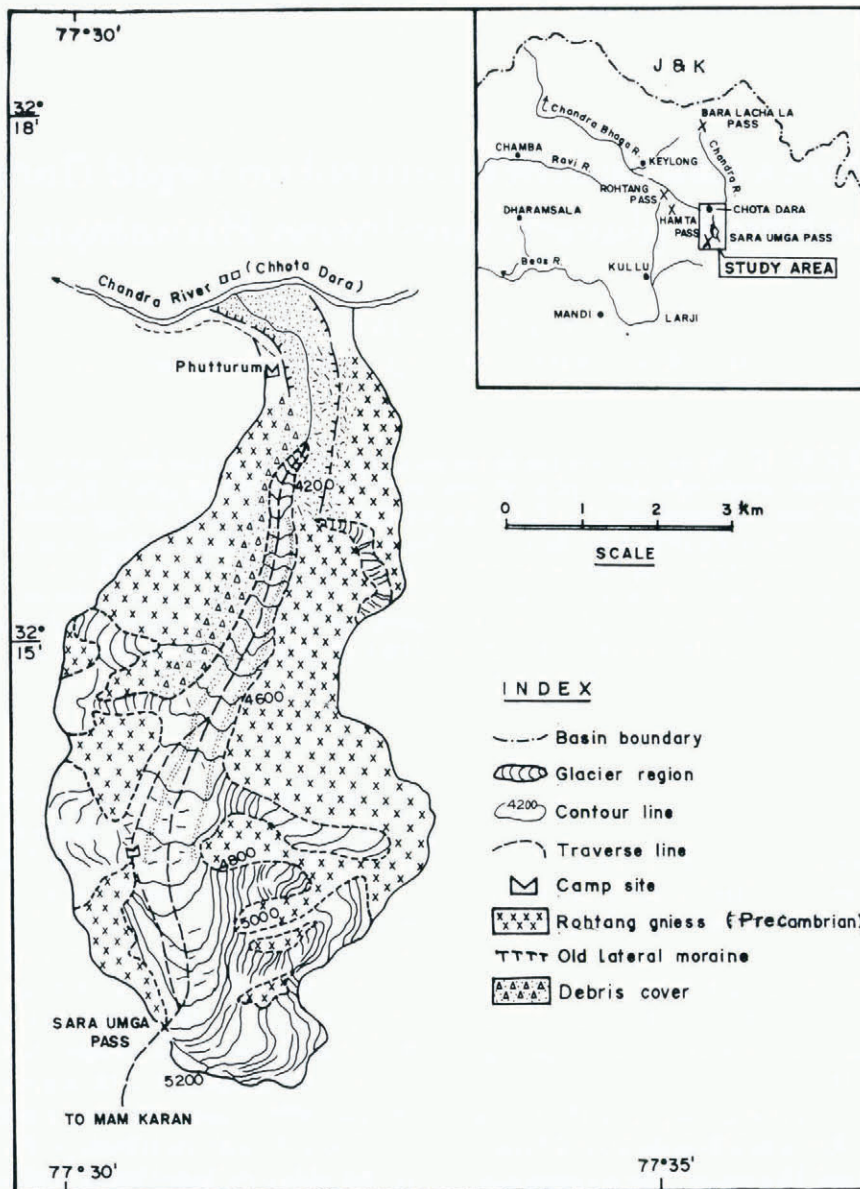 77°30'
32°
18'
J & K
BARA LACHA LA
PASS
Chandra Bhaga R.
Chandra R.
CHAMBA
KEYLONG
Ravi R.
ROHTANG
PASS
CHOTA DARA
DHARAMSALA
HAMTA
PASS
SARA UMGA PASS
STUDY AREA
Beas R.
KULLU
MANDI
LARJI
Chandra River
(Chhota Dara)
Phutturum
4200
0 1 2 3 km
SCALE
32°
15'
4600
4800
5000
INDEX
Basin boundary
Glacier region
4200
Contour line
Traverse line
Camp site
Rohtang gniess (Precambrian)
Old lateral moraine
Debris cover
SARA UMGA
PASS
5200
TO MAM KARAN
77°30'
77°35'